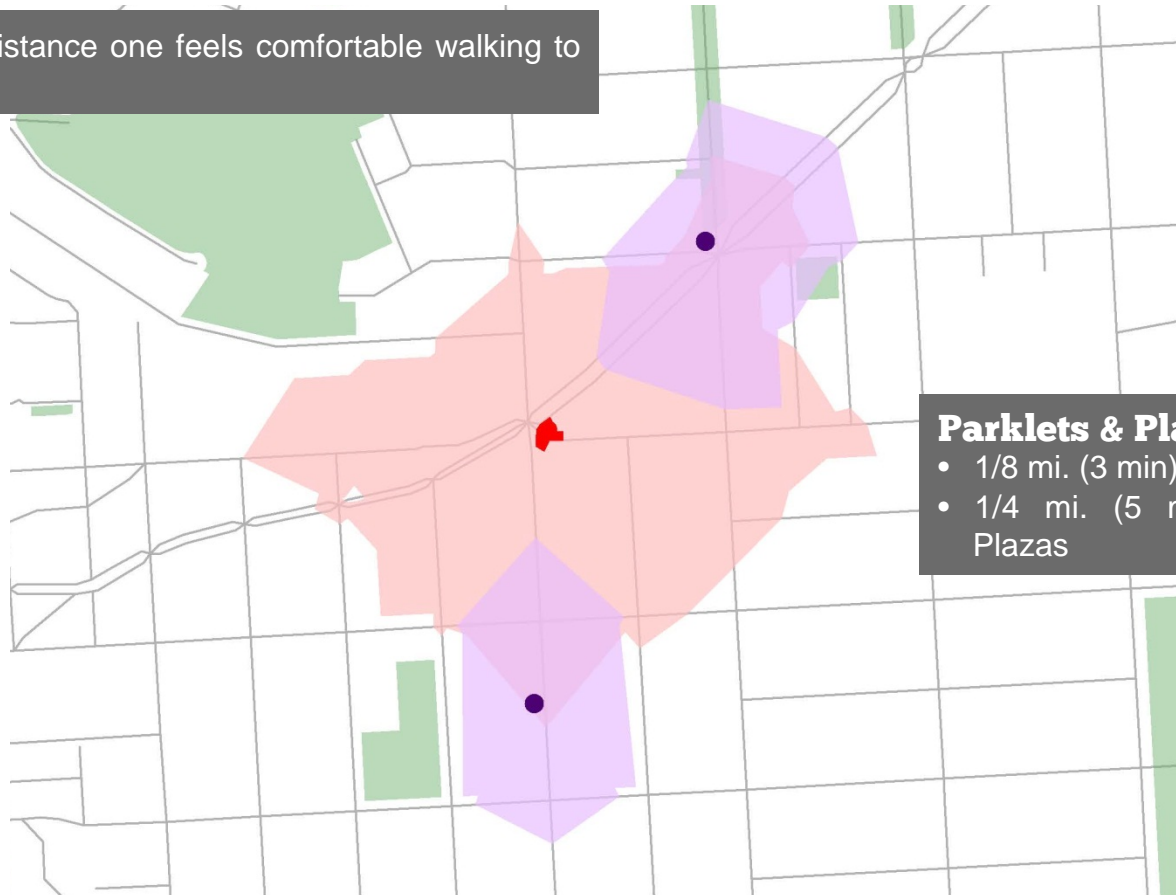 istance one feels comfortable walking to
Parklets & Pla
• 1/8 mi. (3 min)
• 1/4 mi. (5 m
Plazas